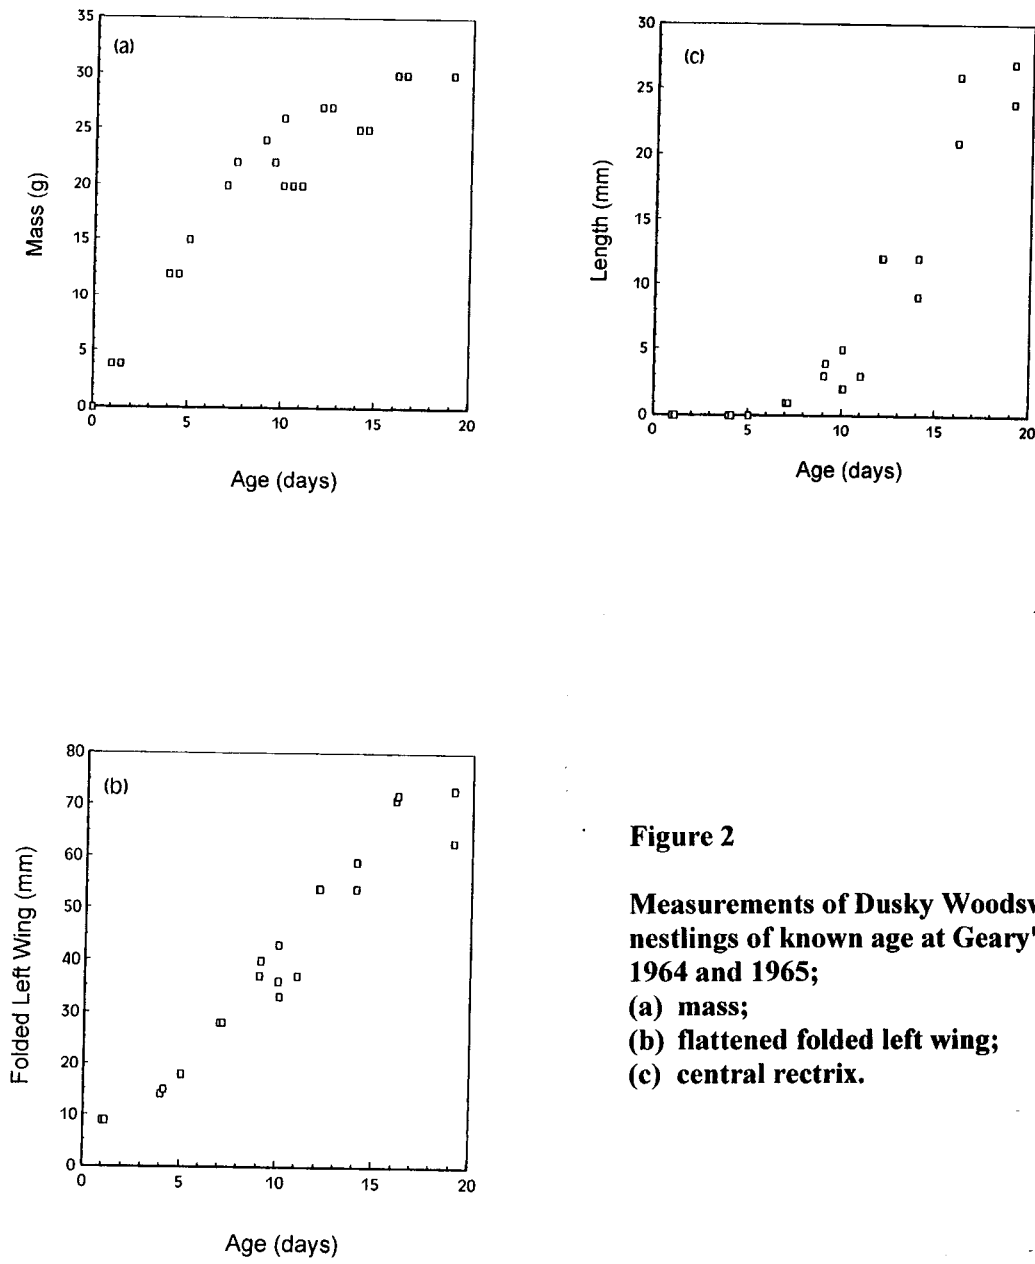 35
30
25
20
15
10
5
0
(a)
Mass (g)
0 5 10 15 20
Age (days)
30
25
20
15
10
5
0
(c)
Length (mm)
0 5 10 15 20
Age (days)
80
70
60
50
40
30
20
10
0
(b)
Folded Left Wing (mm)
0 5 10 15 20
Age (days)
Figure 2
Measurements of Dusky
nestlings of known age at
1964 and 1965;
(a) mass;
(b) flattened folded left wing;
(c) central rectrix.